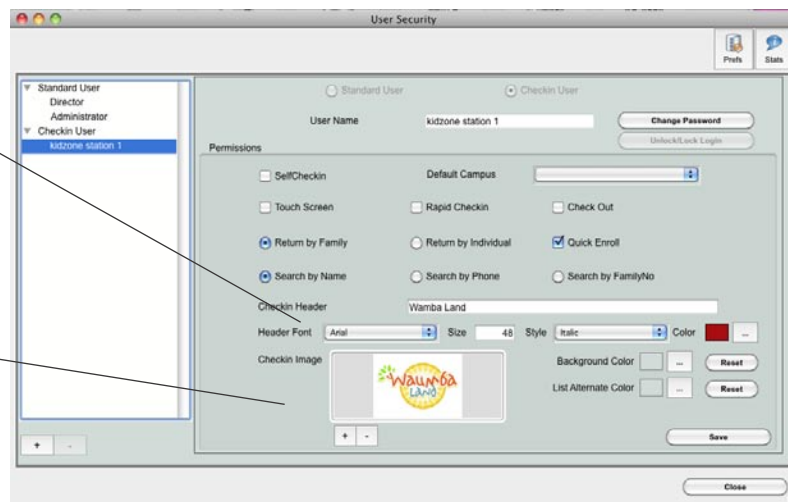 User Security
Prefs
Stats
Standard User
Director
Administrator
Checkin User
kidzone station 1
Standard User
Checkin User
User Name
kidzone station 1
Change Password
Unlock/Lock Login
Permissions
SelfCheckin
Default Campus
Touch Screen
Rapid Checkin
Check Out
Return by Family
Return by Individual
Quick Enroll
Search by Name
Search by Phone
Search by FamilyNo
Checkin Header
Wamba Land
Header Font
Arial
Size
48
Style
Italic
Color
...
Checkin Image
Waumba
LAND
Background Color
...
Reset
List Alternate Color
...
Reset
+
-
+
-
Save
Close